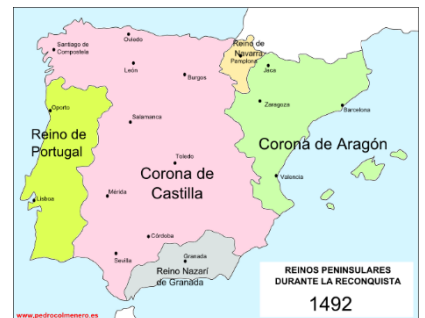 Oviedo
Santiago de
Compostela
León
Burgos
Reino de
Navarra
Pamplona
Jaca
Oporto
Zaragoza
Barcelona
Salamanca
Reino de
Portugal
Corona de Aragón
Toledo
Corona de
Castilla
Valencia
Mérida
Lisboa
Córdoba
Sevilla
Granada
Reino Nazarí
de Granada
REINOS PENINSULARES
DURANTE LA RECONQUISTA
1492
www.pedrocolmenero.es